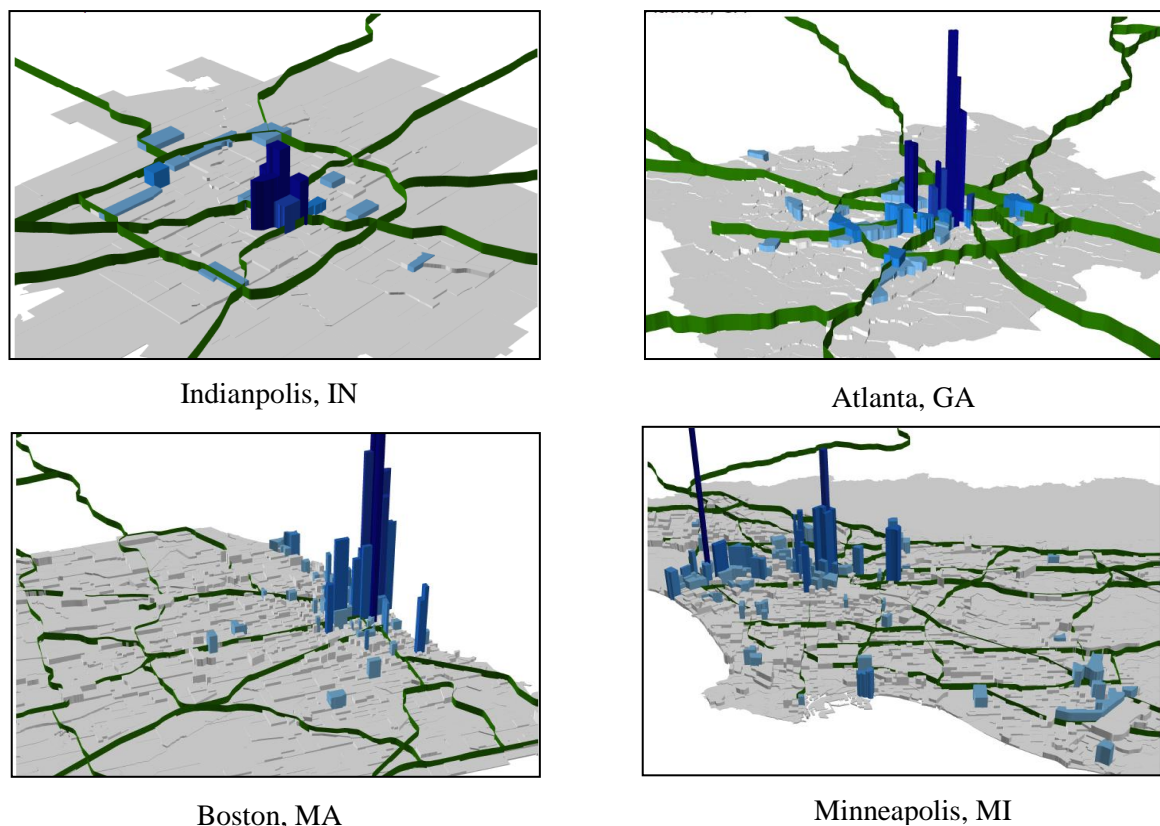 Indianpolis, IN
Atlanta, GA
Boston, MA
Minneapolis, MI